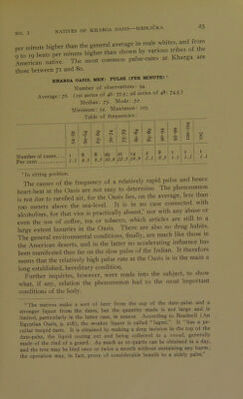 NO. 1 NATIVES OF KHARGA OASIS—HRDLIČKA 25
per minute higher than the general average in male whites, and from
9 to 19 beats per minute higher than shown by various tribes of the
American native. The most common pulse-rates at Kharga are
those between 71 and 80.
KHARGA OASIS, MEN: PULSE (PER MINUTE)
Number of observations: 94
Median: 75. Mode: 72.
Table of frequencies:
Number of cases
Per cent
In sitting position.
The causes of the frequency of a relatively rapid pulse and hence
heart-beat at the Oasis are not easy to determine. The phenomenon
is not due to rarefied air, for the Oasis lies, on the average, less than
100 meters above the sea-level. It is in no case connected with
alcoholism, for that vice is practically absent, nor with any abuse or
even the use of coffee, tea or tobacco, which articles are still to a
large extent luxuries in the Oasis. There are also no drug habits.
The general environmental conditions, finally, are much like those in
the American deserts, and to the latter no accelerating influence has
been manifested thus far on the slow pulse of the Indian. It therefore
seems that the relatively high pulse rate at the Oasis is in the main a
long established, hereditary condition.
Further inquiries, however, were made into the subject, to show
what, if any, relation the phenomenon had to the most important
conditions of the body.
The natives make a sort of beer from the sap of the date-palm and a
stronger liquor from the dates, but the quantity made is not large and is
limited, particularly in the latter case, in season. According to Beadnell (An
Egyptian Oasis, p. 218), the weaker liquor is called "lagmi." It "has a pe-
culiar insipid taste. It is obtained by making a deep incision in the top of the
date-palm, the liquid oozing out and being collected in a vessel, generally
made of the rind of a gourd. As much as 10 quarts can be obtained in a day,
and the tree may be bled once or twice a month without sustaining any harm;
the operation may, in fact, prove of considerable benefit to a sickly palm."